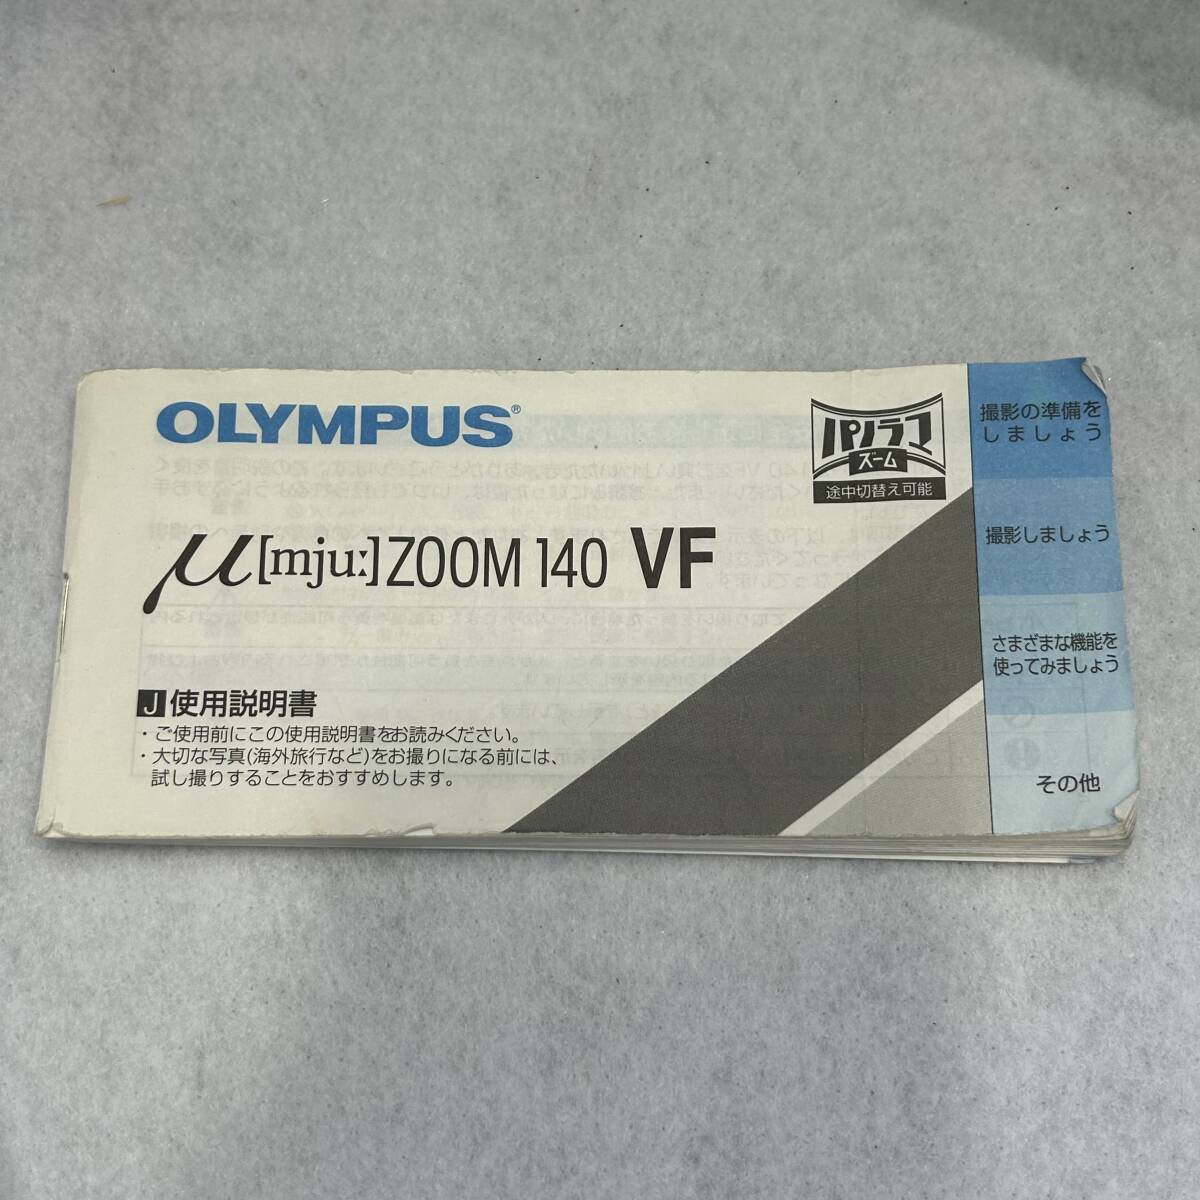 OLYMPUS®
パノラマ
ズーム
途中切替え可能
μ[mju:]ZOOM 140 VF
J 使用説明書
・ご使用前にこの使用説明書をお読みください。
・大切な写真(海外旅行など)をお撮りになる前には、
試し撮りすることをおすすめします。
撮影の準備を
しましょう
撮影しましょう
さまざまな機能を
使ってみましょう
その他